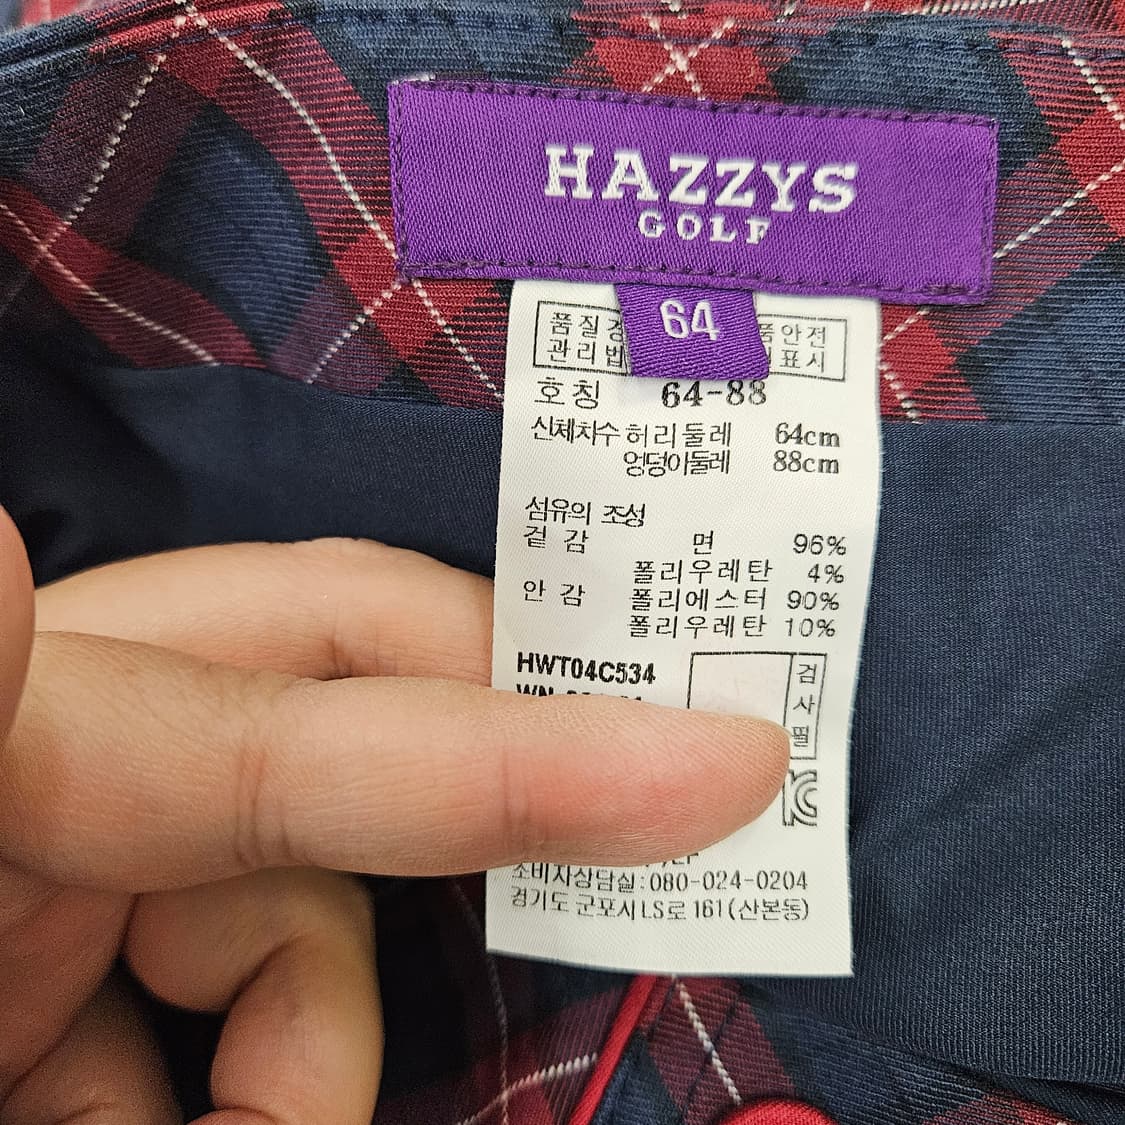 HAZZYS
GOLF
64
품질경 품안전
관리법 표시
호칭 64-88
신체치수 허리둘레 64cm
엉덩이둘레 88cm
섬유의 조성
겉감 면 96%
폴리우레탄 4%
안감 폴리에스터 90%
폴리우레탄 10%
HWT04C534
검사필
소비자상담실:080-024-0204
경기도 군포시 LS로 161(산본동)